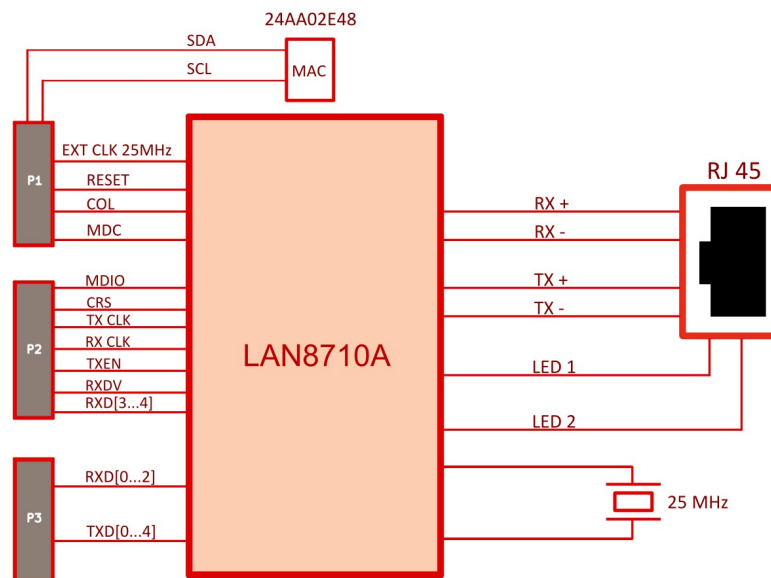 24AA02E48
SDA
MAC
SCL
P1
EXT CLK 25MHz
RESET
COL
MDC
RJ 45
RX +
RX -
TX +
TX -
P2
MDIO
CRS
TX CLK
RX CLK
TXEN
RXDV
RXD[3...4]
LAN8710A
LED 1
LED 2
P3
RXD[0...2]
TXD[0...4]
25 MHz